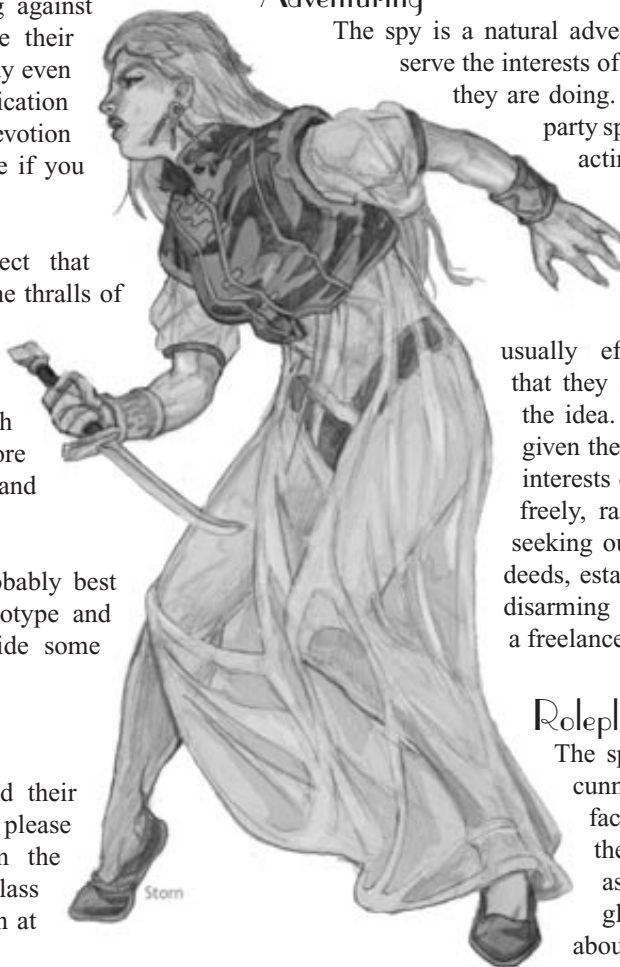 g against
e their
y even
ication
evotion
e if you
ect that
ne thralls of
h
ore
and
obably best
otype and
ide some
d their
please
n the
lass
n at
Storn
Adventuring
The spy is a natural adve
serve the interests of
they are doing.
party sp
actin
usually ef
that they
the idea.
given the
interests o
freely, ra
seeking ou
deeds, esta
disarming
a freelance
Rolepl
The sp
cunn
fac
the
as
gl
abou